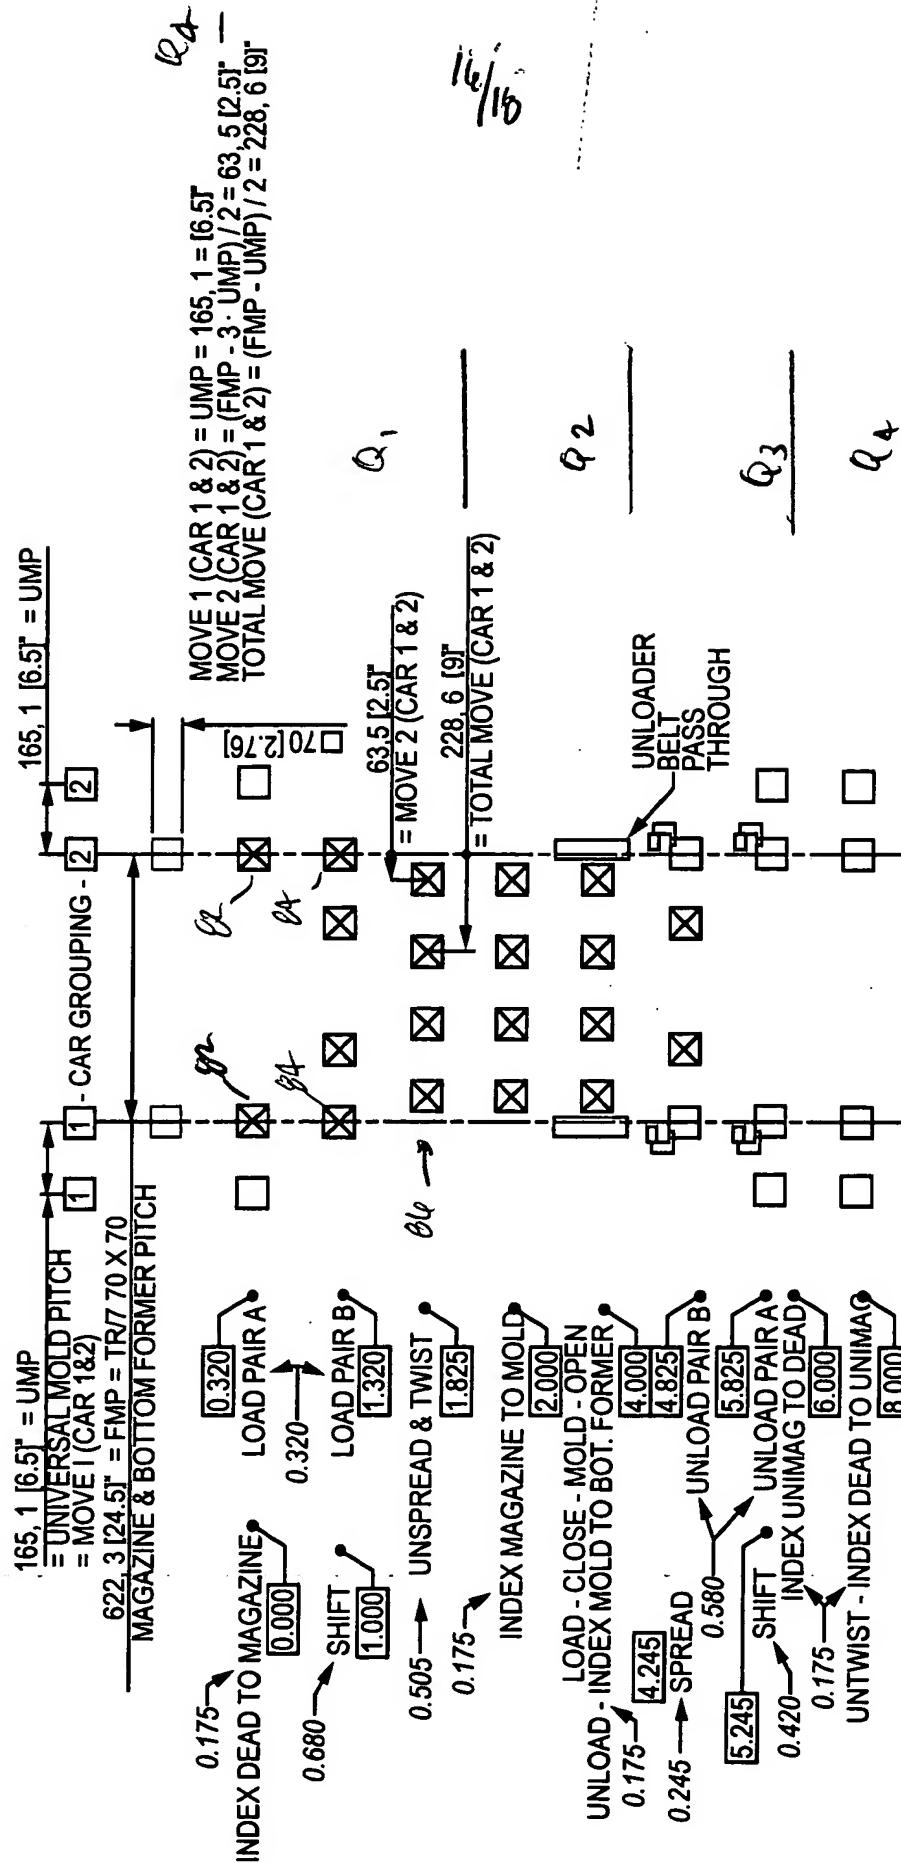 165, 1 [6.5]" = UMP
= UNIVERSAL MOLD PITCH
= MOVE I (CAR 1&2)
622, 3 [24.5]" = FMP = TR/7 70 X 70
MAGAZINE & BOTTOM FORMER PITCH
1
1 - CAR GROUPING - 2
2
165, 1 [6.5]" = UMP
□70 [2.76]
MOVE 1 (CAR 1 & 2) = UMP = 165, 1 = [6.5]"
MOVE 2 (CAR 1 & 2) = (FMP - 3 · UMP) / 2 = 63, 5 [2.5]"
TOTAL MOVE (CAR 1 & 2) = (FMP - UMP) / 2 = 228, 6 [9]"
16/18
0.175
INDEX DEAD TO MAGAZINE
0.000
0.320
LOAD PAIR A
0.320
82
82
0.680
SHIFT
1.000
LOAD PAIR B
1.320
84
84
Q1
0.505
UNSPREAD & TWIST
1.825
86
63,5 [2.5]"
= MOVE 2 (CAR 1 & 2)
228, 6 [9]"
= TOTAL MOVE (CAR 1 & 2)
0.175
INDEX MAGAZINE TO MOLD
2.000
Q2
LOAD - CLOSE - MOLD - OPEN
UNLOAD - INDEX MOLD TO BOT. FORMER
0.175
4.000
UNLOADER
BELT
PASS
THROUGH
4.245
0.245
SPREAD
4.825
UNLOAD PAIR B
0.580
5.825
UNLOAD PAIR A
Q3
5.245
SHIFT
0.420
INDEX UNIMAG TO DEAD
6.000
0.175
UNTWIST - INDEX DEAD TO UNIMAG
8.000
Q4